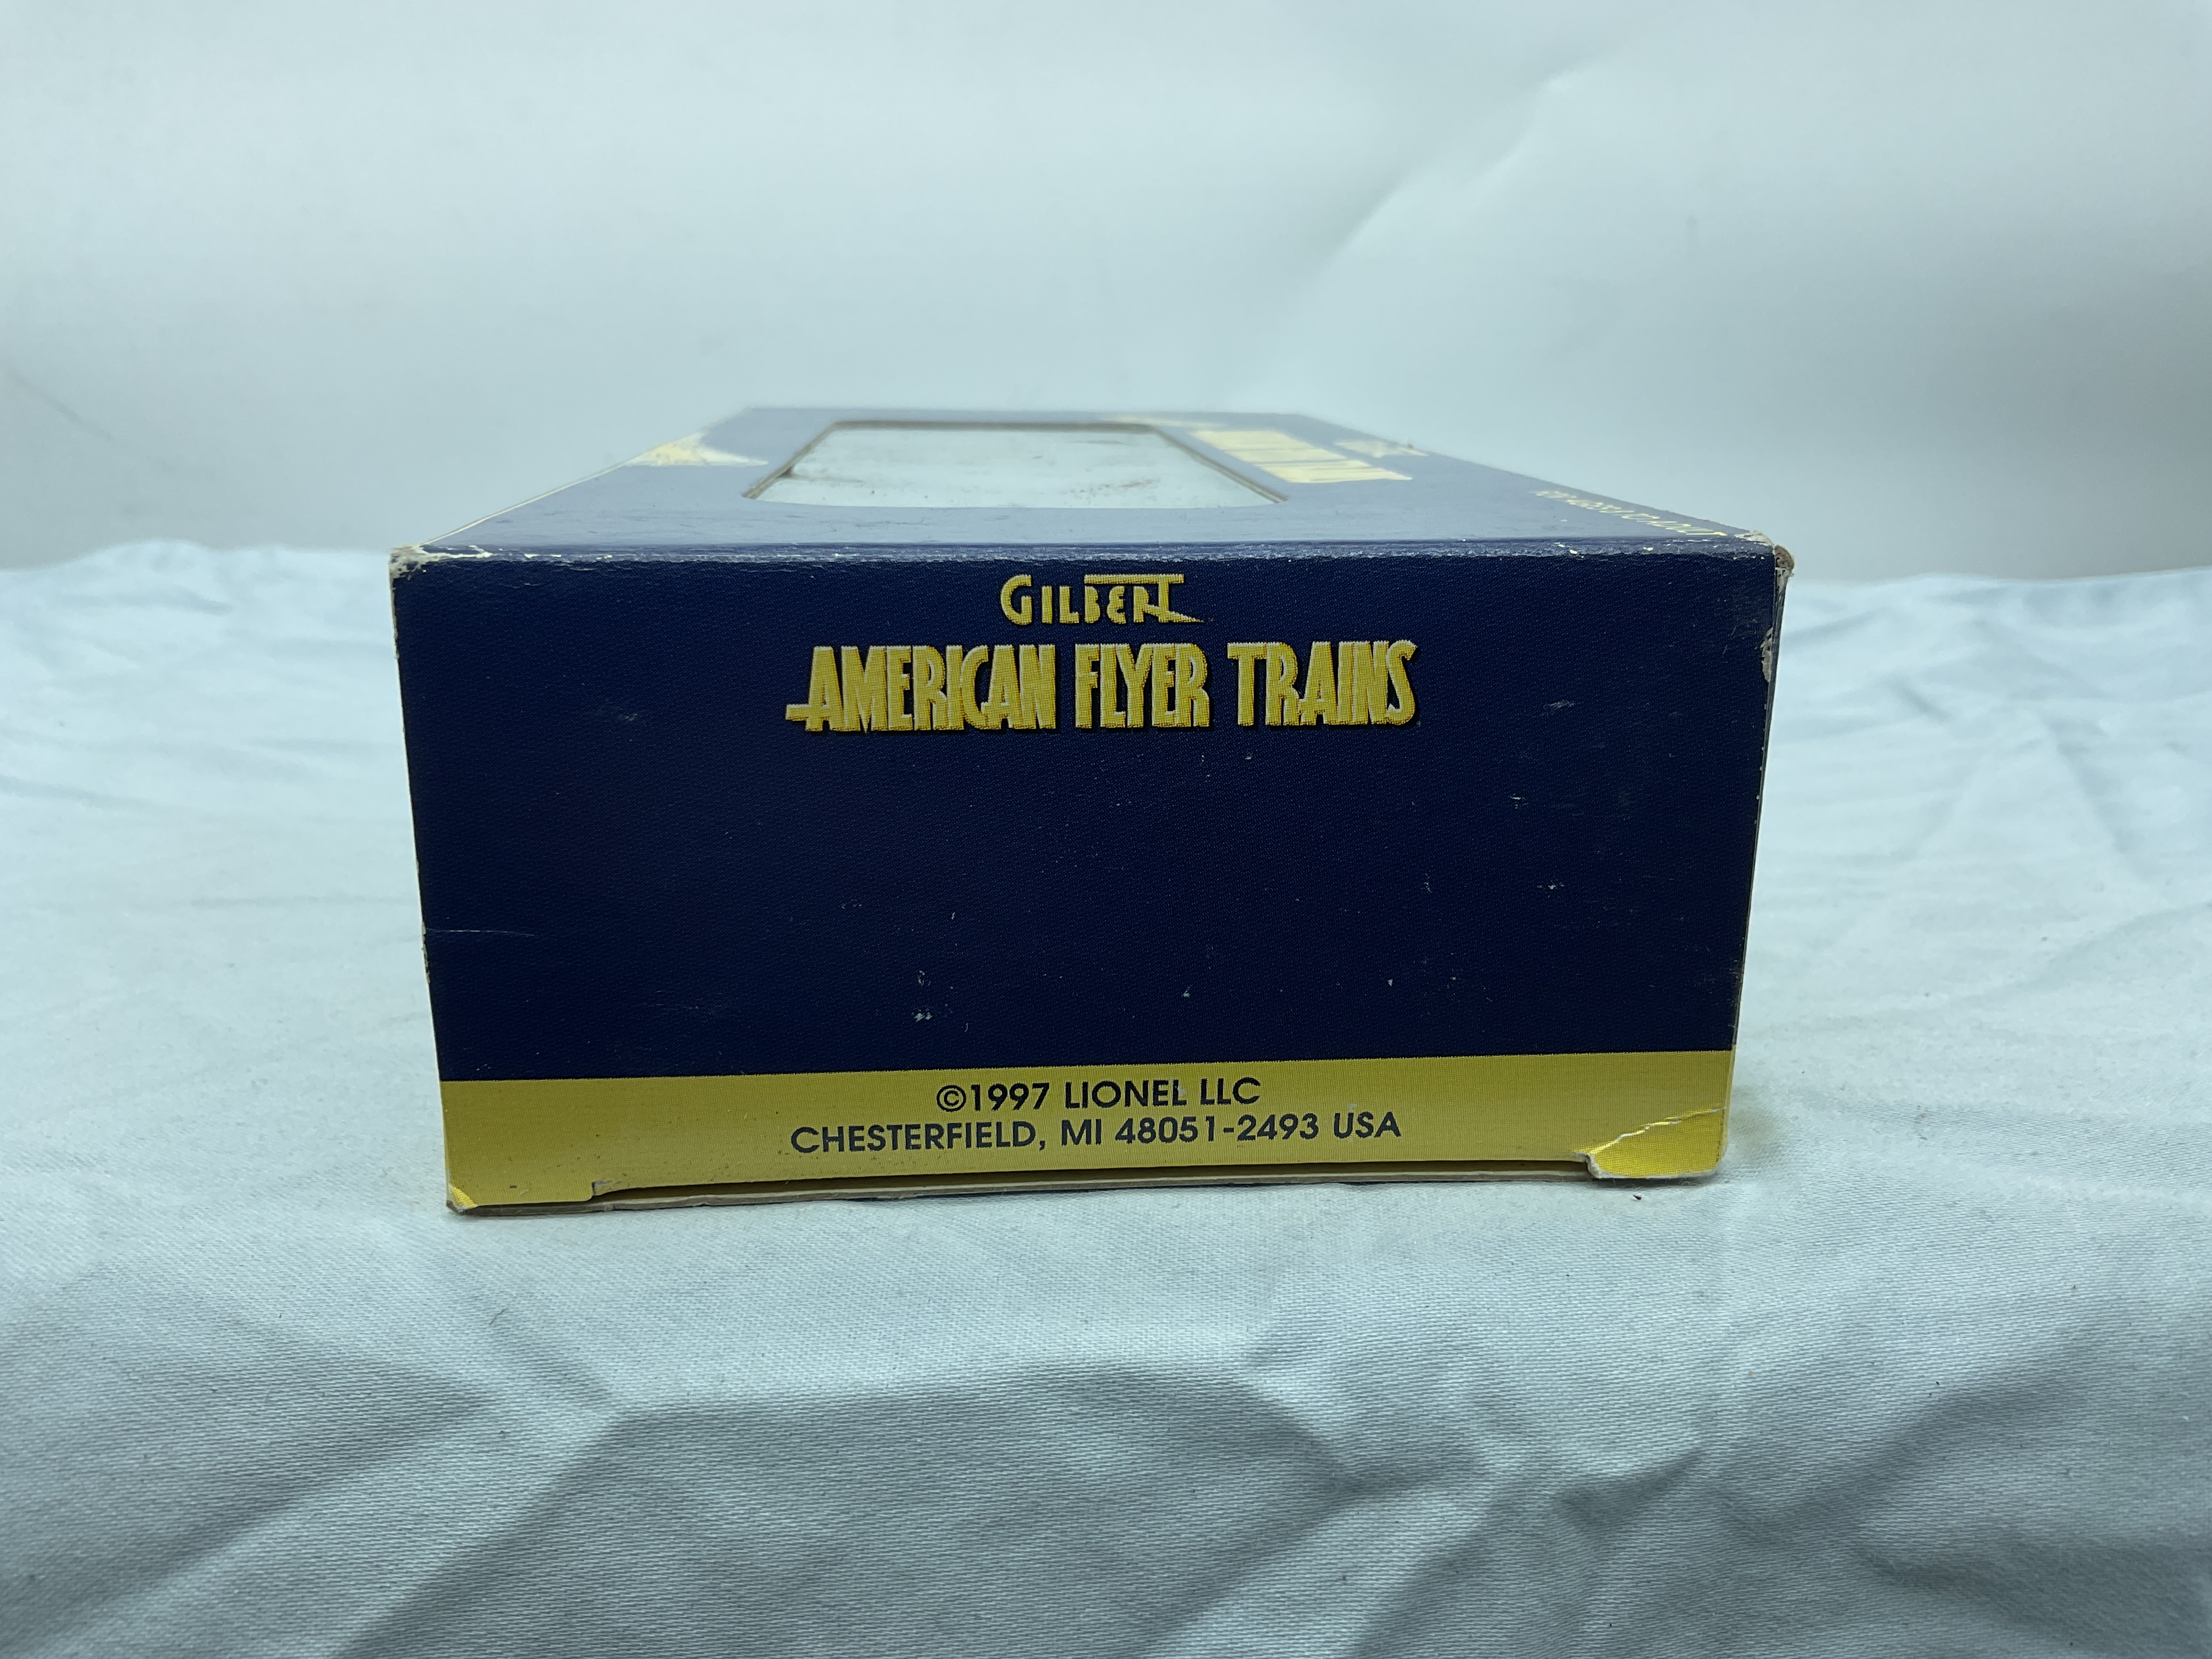 GILBERT
AMERICAN FLYER TRAINS
©1997 LIONEL LLC
CHESTERFIELD, MI 48051-2493 USA